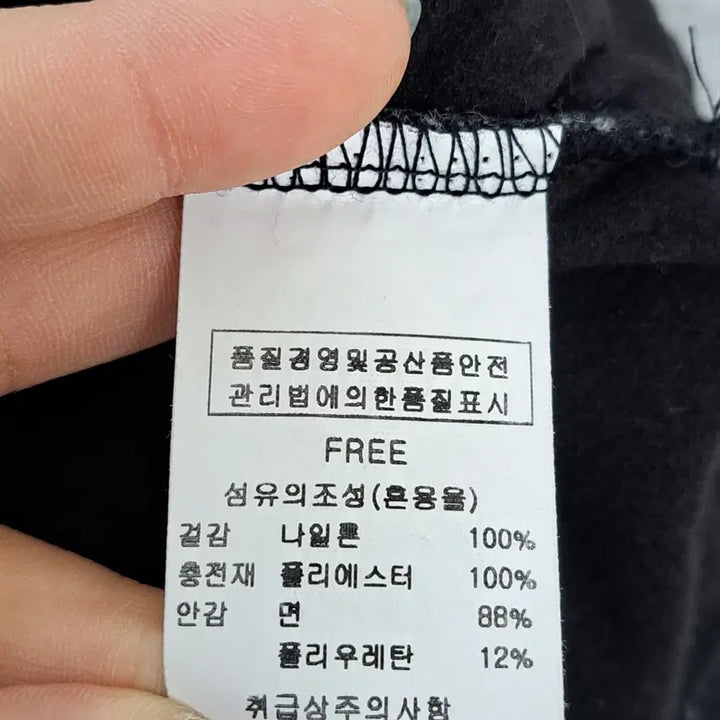 품질경영및공산품안전
관리법에의한품질표시
FREE
섬유의조성(혼용율)
겉감 나일론 100%
충전재 폴리에스터 100%
안감 면 88%
폴리우레탄 12%
취급상주의사항